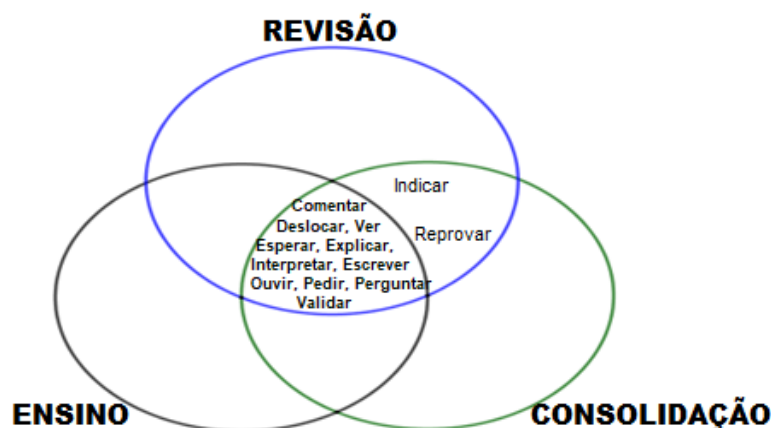 REVISÃO
Indicar
Reprovar
Comentar
Deslocar, Ver
Esperar, Explicar,
Interpretar, Escrever
Ouvir, Pedir, Perguntar
Validar
ENSINO
CONSOLIDAÇÃO